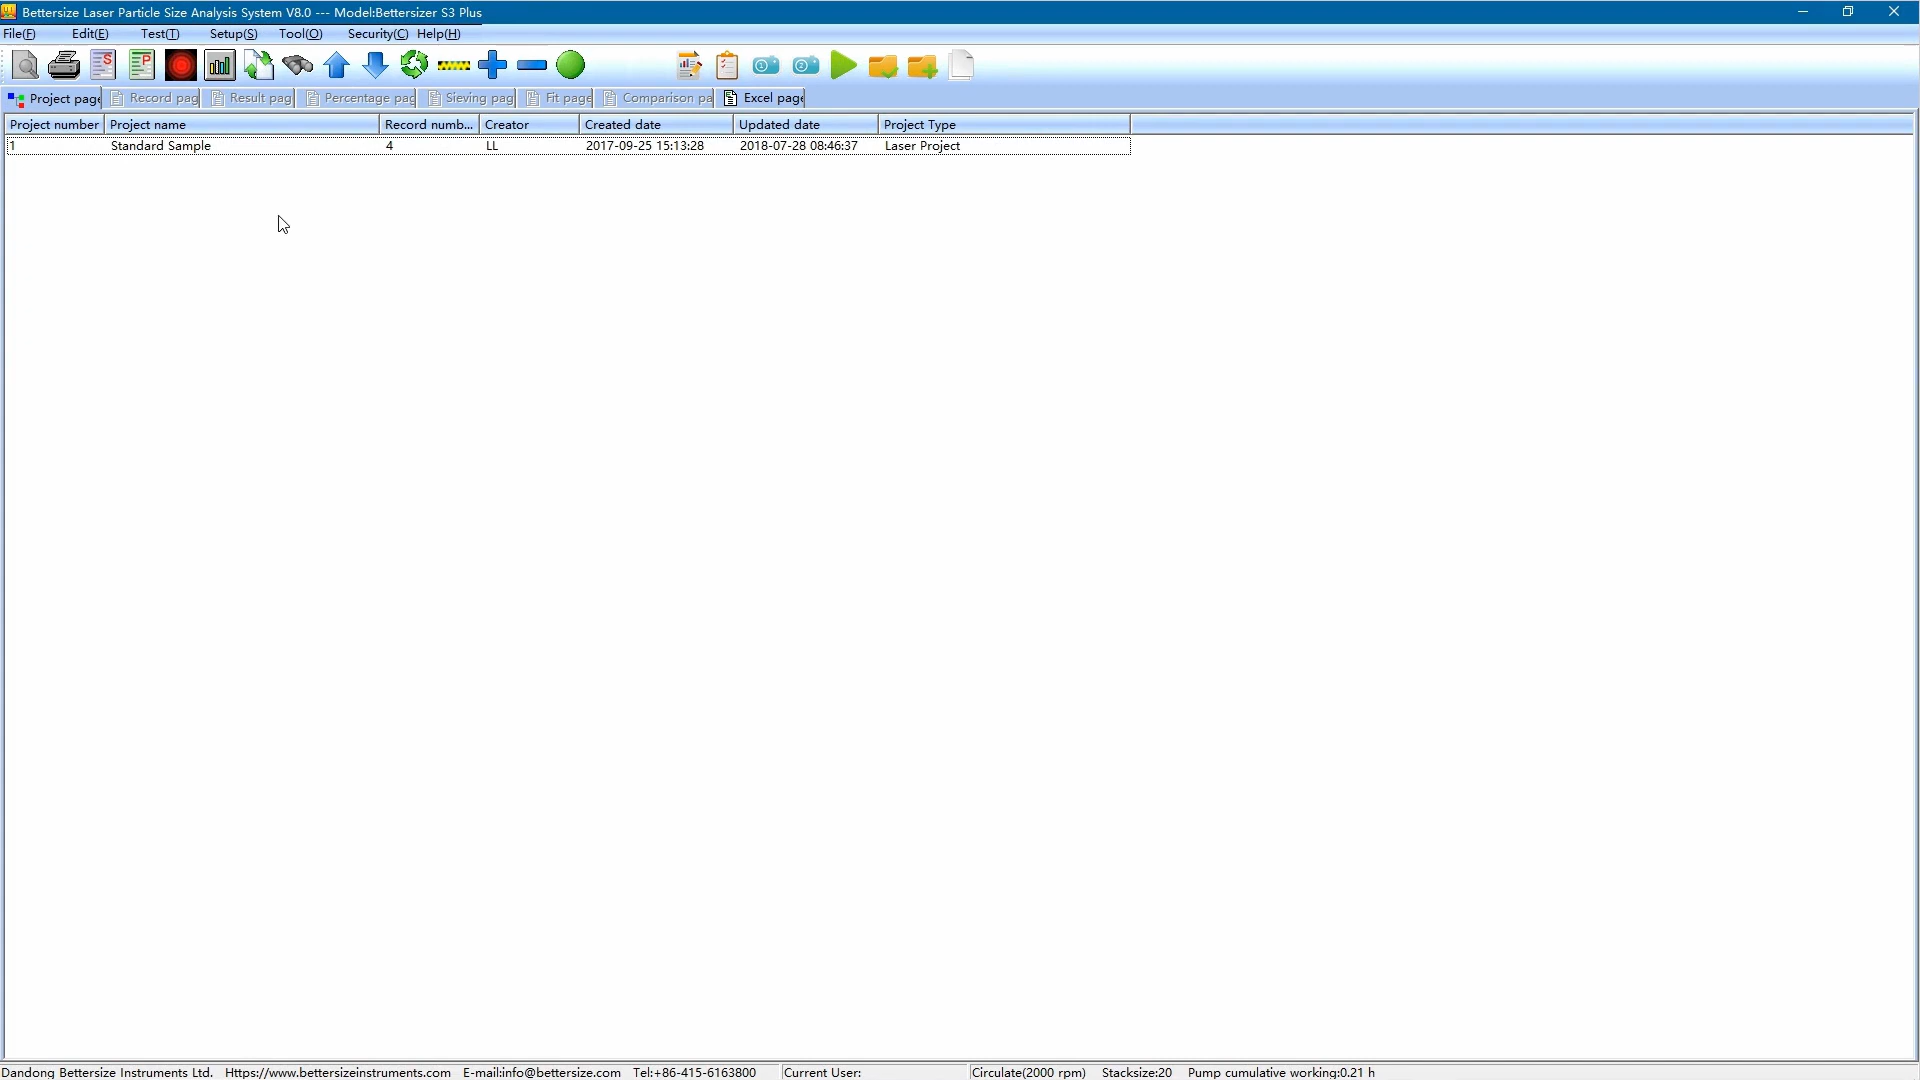 Bettersize Laser Particle Size Analysis System V8.0 --- Model:Bettersizer S3 Plus
File(F) Edit(E) Test(T) Setup(S) Tool(O) Security(C) Help(H)
S P 1 2
Project page Record pag Result pag Percentage pag Sieving pag Fit page Comparison pa Excel page
Project number Project name Record numb... Creator Created date Updated date Project Type
1 Standard Sample 4 LL 2017-09-25 15:13:28 2018-07-28 08:46:37 Laser Project
Dandong Bettersize Instruments Ltd. Https://www.bettersizeinstruments.com E-mail:info@bettersize.com Tel:+86-415-6163800 Current User: Circulate(2000 rpm) Stacksize:20 Pump cumulative working:0.21 h